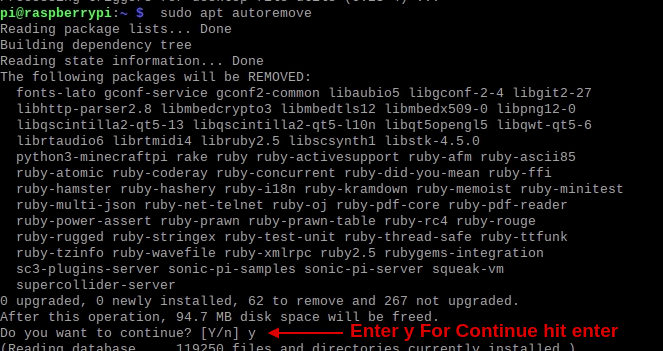 pi@raspberrypi:~ $  sudo apt autoremove
Reading package lists... Done
Building dependency tree
Reading state information... Done
The following packages will be REMOVED:
  fonts-lato gconf-service gconf2-common libaubio5 libgconf-2-4 libgit2-27
  libhttp-parser2.8 libmbedcrypto3 libmbedtls12 libmbedx509-0 libpng12-0
  libqscintilla2-qt5-13 libqscintilla2-qt5-l10n libqt5opengl5 libqwt-qt5-6
  librtaudio6 librtmidi4 libruby2.5 libscsynth1 libstk-4.5.0
  python3-minecraftpi rake ruby ruby-activesupport ruby-afm ruby-ascii85
  ruby-atomic ruby-coderay ruby-concurrent ruby-did-you-mean ruby-ffi
  ruby-hamster ruby-hashery ruby-i18n ruby-kramdown ruby-memoist ruby-minitest
  ruby-multi-json ruby-net-telnet ruby-oj ruby-pdf-core ruby-pdf-reader
  ruby-power-assert ruby-prawn ruby-prawn-table ruby-rc4 ruby-rouge
  ruby-rugged ruby-stringex ruby-test-unit ruby-thread-safe ruby-ttfunk
  ruby-tzinfo ruby-wavefile ruby-xmlrpc ruby2.5 rubygems-integration
  sc3-plugins-server sonic-pi-samples sonic-pi-server squeak-vm
  supercollider-server
0 upgraded, 0 newly installed, 62 to remove and 267 not upgraded.
After this operation, 94.7 MB disk space will be freed.
Do you want to continue? [Y/n] y Enter y For Continue hit enter
(Reading database ... 119250 files and directories currently installed.)